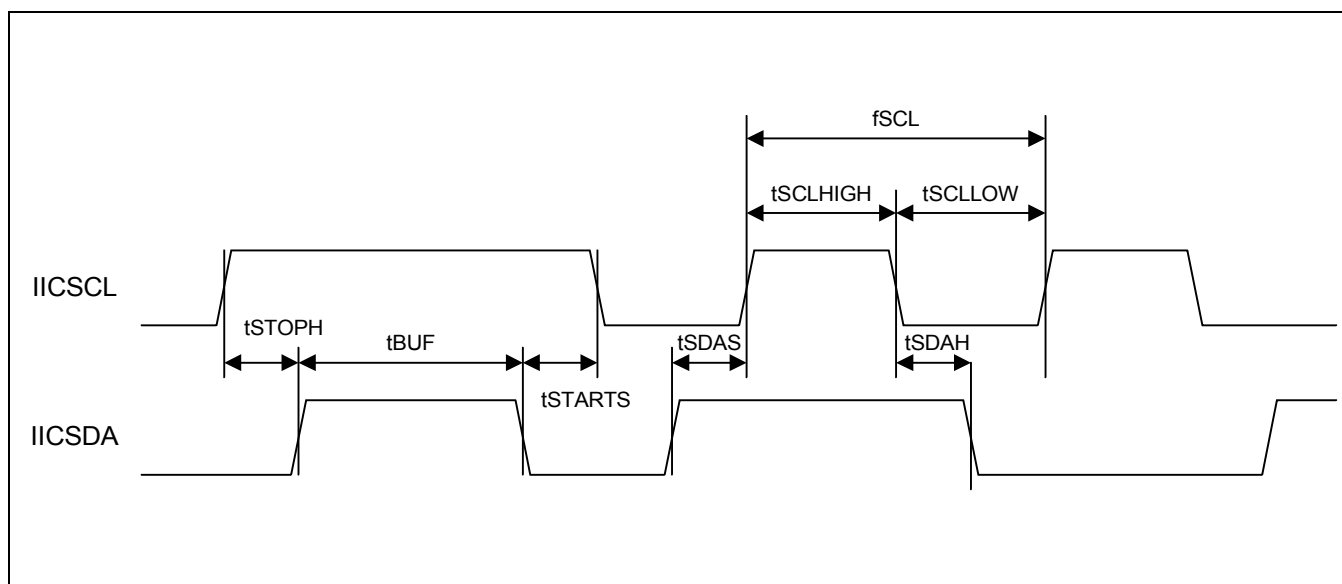 fSCL
tSCLHIGH
tSCLLOW
IICSCL
tSTOPH
tBUF
tSDAS
tSDAH
tSTARTS
IICSDA